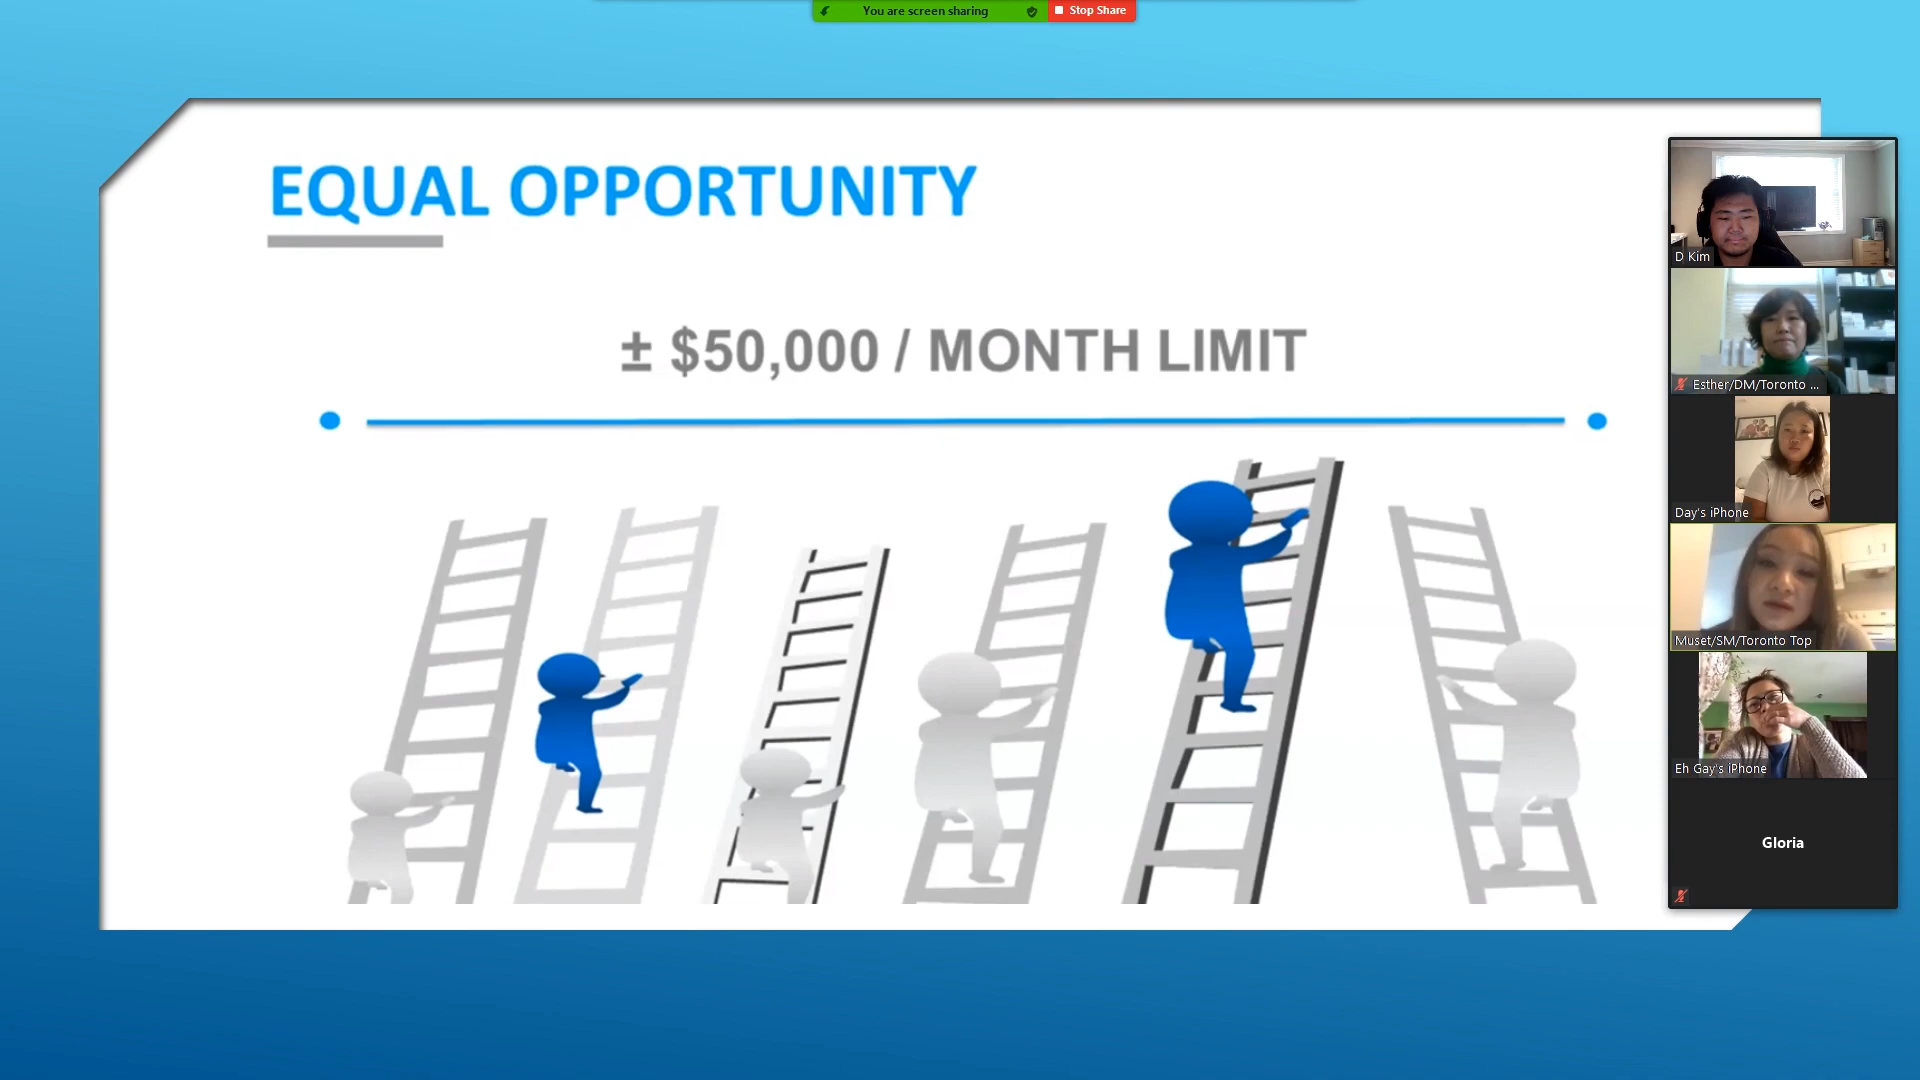 You are screen sharing
Stop Share
EQUAL OPPORTUNITY
± $50,000 / MONTH LIMIT
D Kim
Esther/DM/Toronto ...
Day's iPhone
Muset/SM/Toronto Top
Eh Gay's iPhone
Gloria